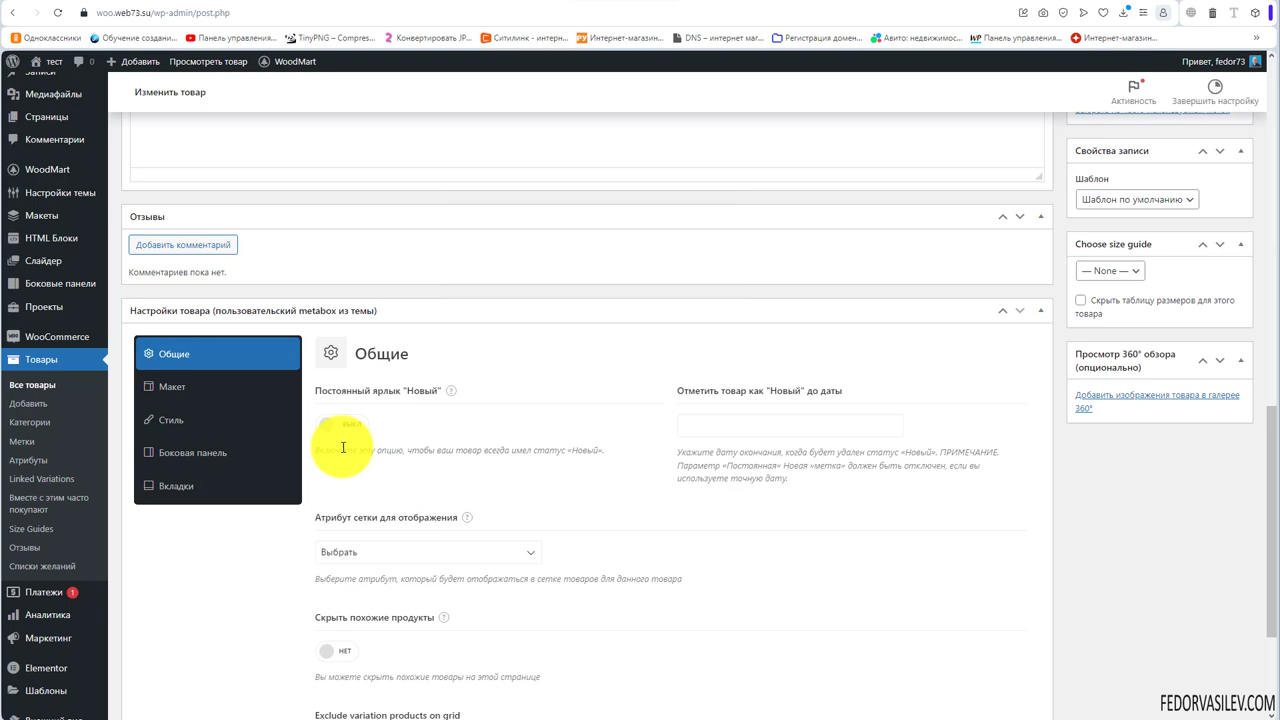 woo.web73.su/wp-admin/post.php
Одноклассники
Обучение создани...
Панель управления...
TinyPNG – Compres...
Конвертировать JP...
Ситилинк - интерн...
Интернет-магазин...
DNS – интернет маг...
Регистрация домен...
Авито: недвижимос...
Панель управления...
Интернет-магазин...
»
тест
0
Добавить
Просмотреть товар
WoodMart
Привет, fedor73
Записи
Медиафайлы
Страницы
Комментарии
WoodMart
Настройки темы
Макеты
HTML Блоки
Слайдер
Боковые панели
Проекты
WooCommerce
Товары
Все товары
Добавить
Категории
Метки
Атрибуты
Linked Variations
Вместе с этим часто
покупают
Size Guides
Отзывы
Списки желаний
Платежи 1
Аналитика
Маркетинг
Elementor
Шаблоны
Изменить товар
Активность
Завершить настройку
Отзывы
Добавить комментарий
Комментариев пока нет.
Настройки товара (пользовательский metabox из темы)
Общие
Макет
Стиль
Боковая панель
Вкладки
Общие
Постоянный ярлык "Новый" ?
ВЫКЛ
Включите эту опцию, чтобы ваш товар всегда имел статус «Новый».
Отметить товар как "Новый" до даты
Укажите дату окончания, когда будет удален статус «Новый». ПРИМЕЧАНИЕ.
Параметр «Постоянная« Новая »метка» должен быть отключен, если вы
используете точную дату.
Атрибут сетки для отображения ?
Выбрать
Выберите атрибут, который будет отображаться в сетке товаров для данного товара
Скрыть похожие продукты ?
НЕТ
Вы можете скрыть похожие товары на этой странице
Exclude variation products on grid
Свойства записи
Шаблон
Шаблон по умолчанию
Choose size guide
— None —
Скрыть таблицу размеров для этого
товара
Просмотр 360° обзора
(опционально)
Добавить изображения товара в галерее
360°
FEDORVASILEV.COM